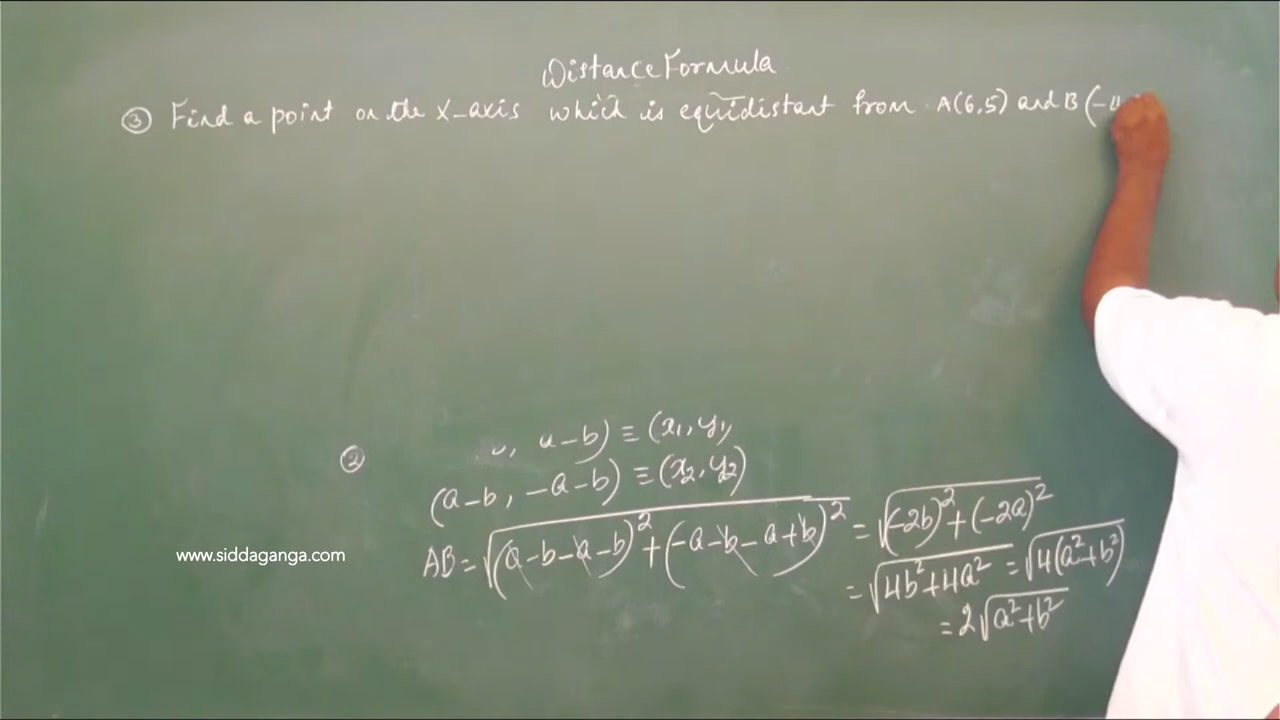 Distance Formula
③ Find a point on the X-axis which is equidistant from A(6,5) and B(-4
②
, a-b) ≡ (x₁, y₁)
(a-b, -a-b) ≡ (x₂, y₂)
AB = √((a-b-a-b)² + (-a-b-a+b)²) = √((-2b)² + (-2a)²)
= √(4b² + 4a²) = √(4(a² + b²))
= 2√(a² + b²)
www.siddaganga.com